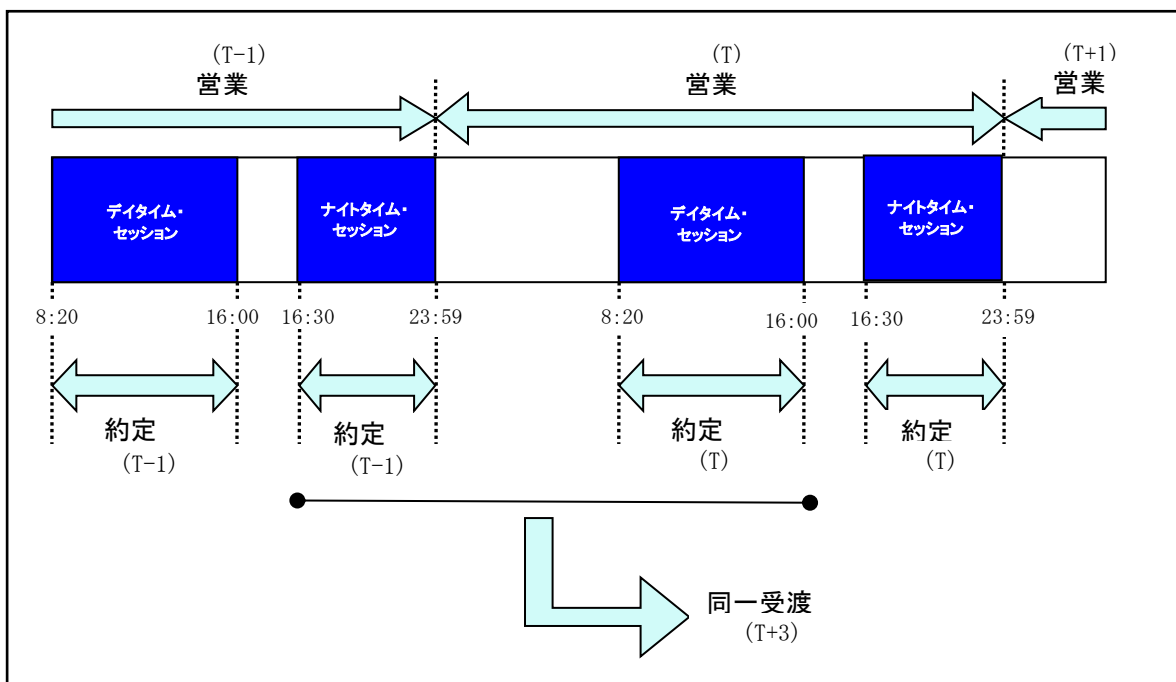 (T-1)
営業
(T)
営業
(T+1)
営業
デイタイム・
セッション
ナイトタイム・
セッション
デイタイム・
セッション
ナイトタイム・
セッション
8:20
16:00
16:30
23:59
8:20
16:00
16:30
23:59
約定
(T-1)
約定
(T-1)
約定
(T)
約定
(T)
同一受渡
(T+3)